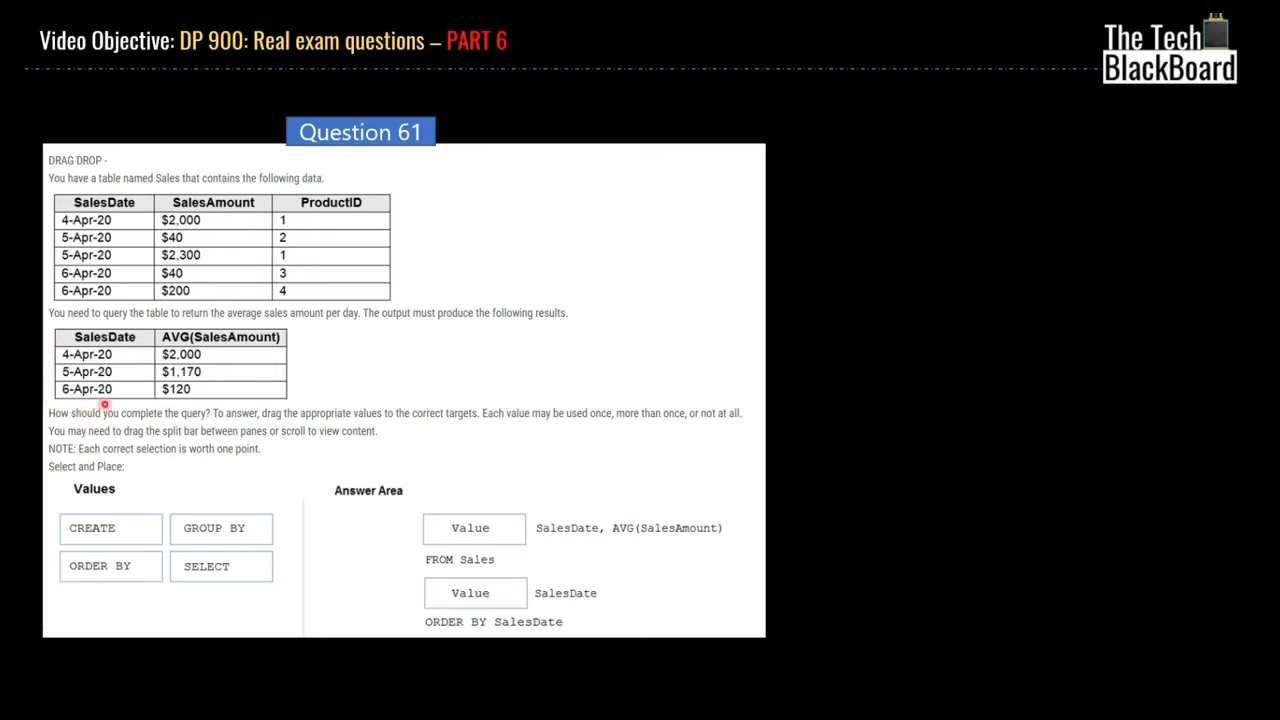 Video Objective: DP 900: Real exam questions – PART 6
The Tech
BlackBoard
Question 61
DRAG DROP -
You have a table named Sales that contains the following data.
SalesDate SalesAmount ProductID
4-Apr-20 $2,000 1
5-Apr-20 $40 2
5-Apr-20 $2,300 1
6-Apr-20 $40 3
6-Apr-20 $200 4
You need to query the table to return the average sales amount per day. The output must produce the following results.
SalesDate AVG(SalesAmount)
4-Apr-20 $2,000
5-Apr-20 $1,170
6-Apr-20 $120
How should you complete the query? To answer, drag the appropriate values to the correct targets. Each value may be used once, more than once, or not at all.
You may need to drag the split bar between panes or scroll to view content.
NOTE: Each correct selection is worth one point.
Select and Place:
Values
CREATE GROUP BY
ORDER BY SELECT
Answer Area
Value SalesDate, AVG(SalesAmount)
FROM Sales
Value SalesDate
ORDER BY SalesDate